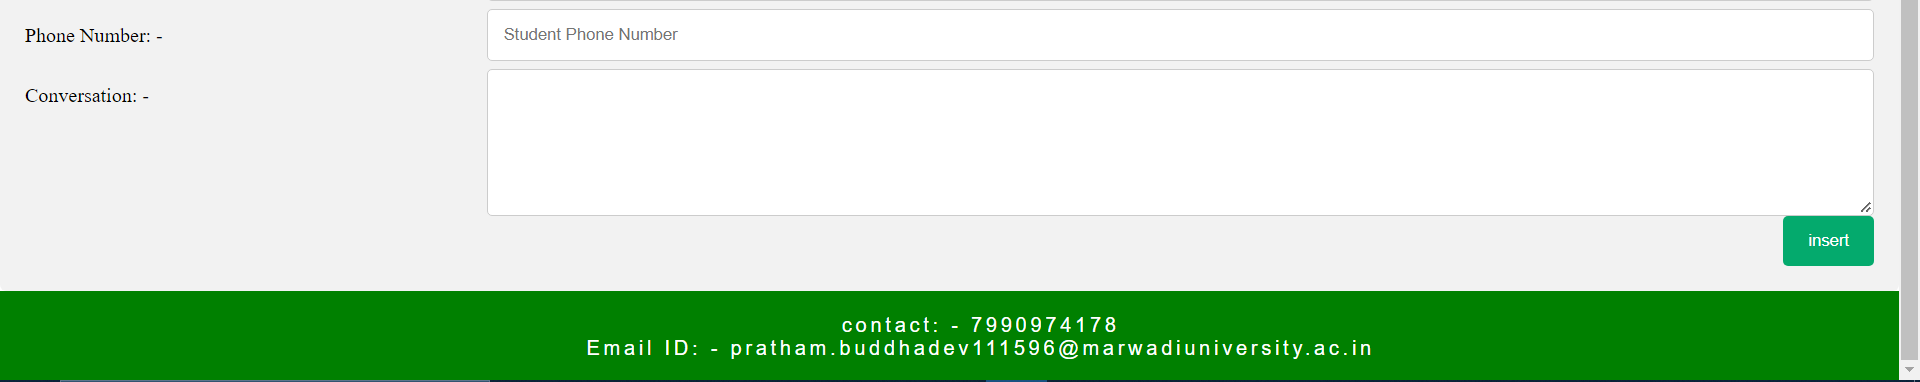 Phone Number: -
Student Phone Number
Conversation: -
insert
contact: - 7990974178
Email ID: - pratham.buddhadev111596@marwadiuniversity.ac.in